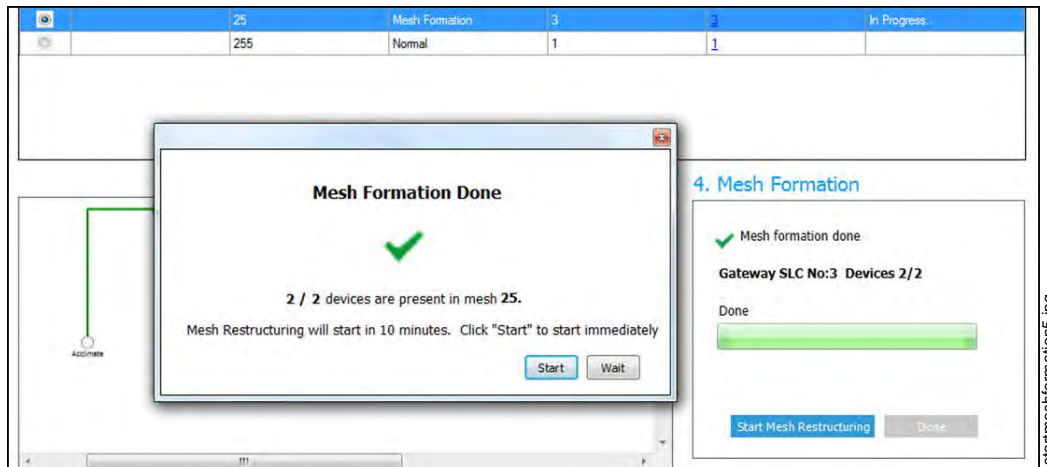 25 Mesh Formation 3 3 In Progress..
255 Normal 1 1
Mesh Formation Done
2 / 2 devices are present in mesh 25.
Mesh Restructuring will start in 10 minutes. Click "Start" to start immediately
Start Wait
Acclimate
4. Mesh Formation
Mesh formation done
Gateway SLC No:3 Devices 2/2
Done
Start Mesh Restructuring Done
startmeshformation5.jpg